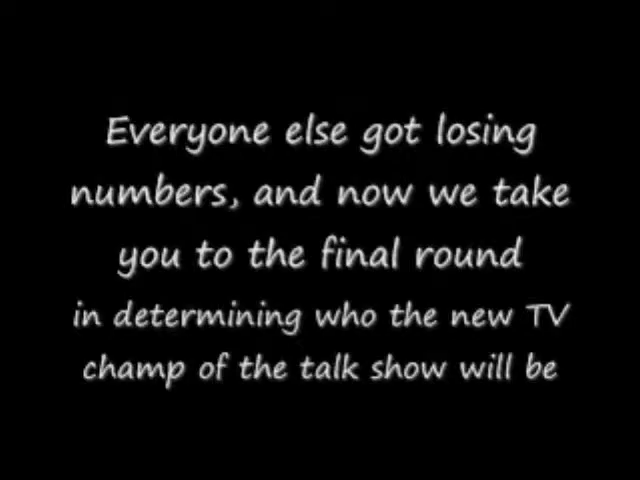 Everyone else got losing
numbers, and now we take
you to the final round
in determining who the new TV
champ of the talk show will be